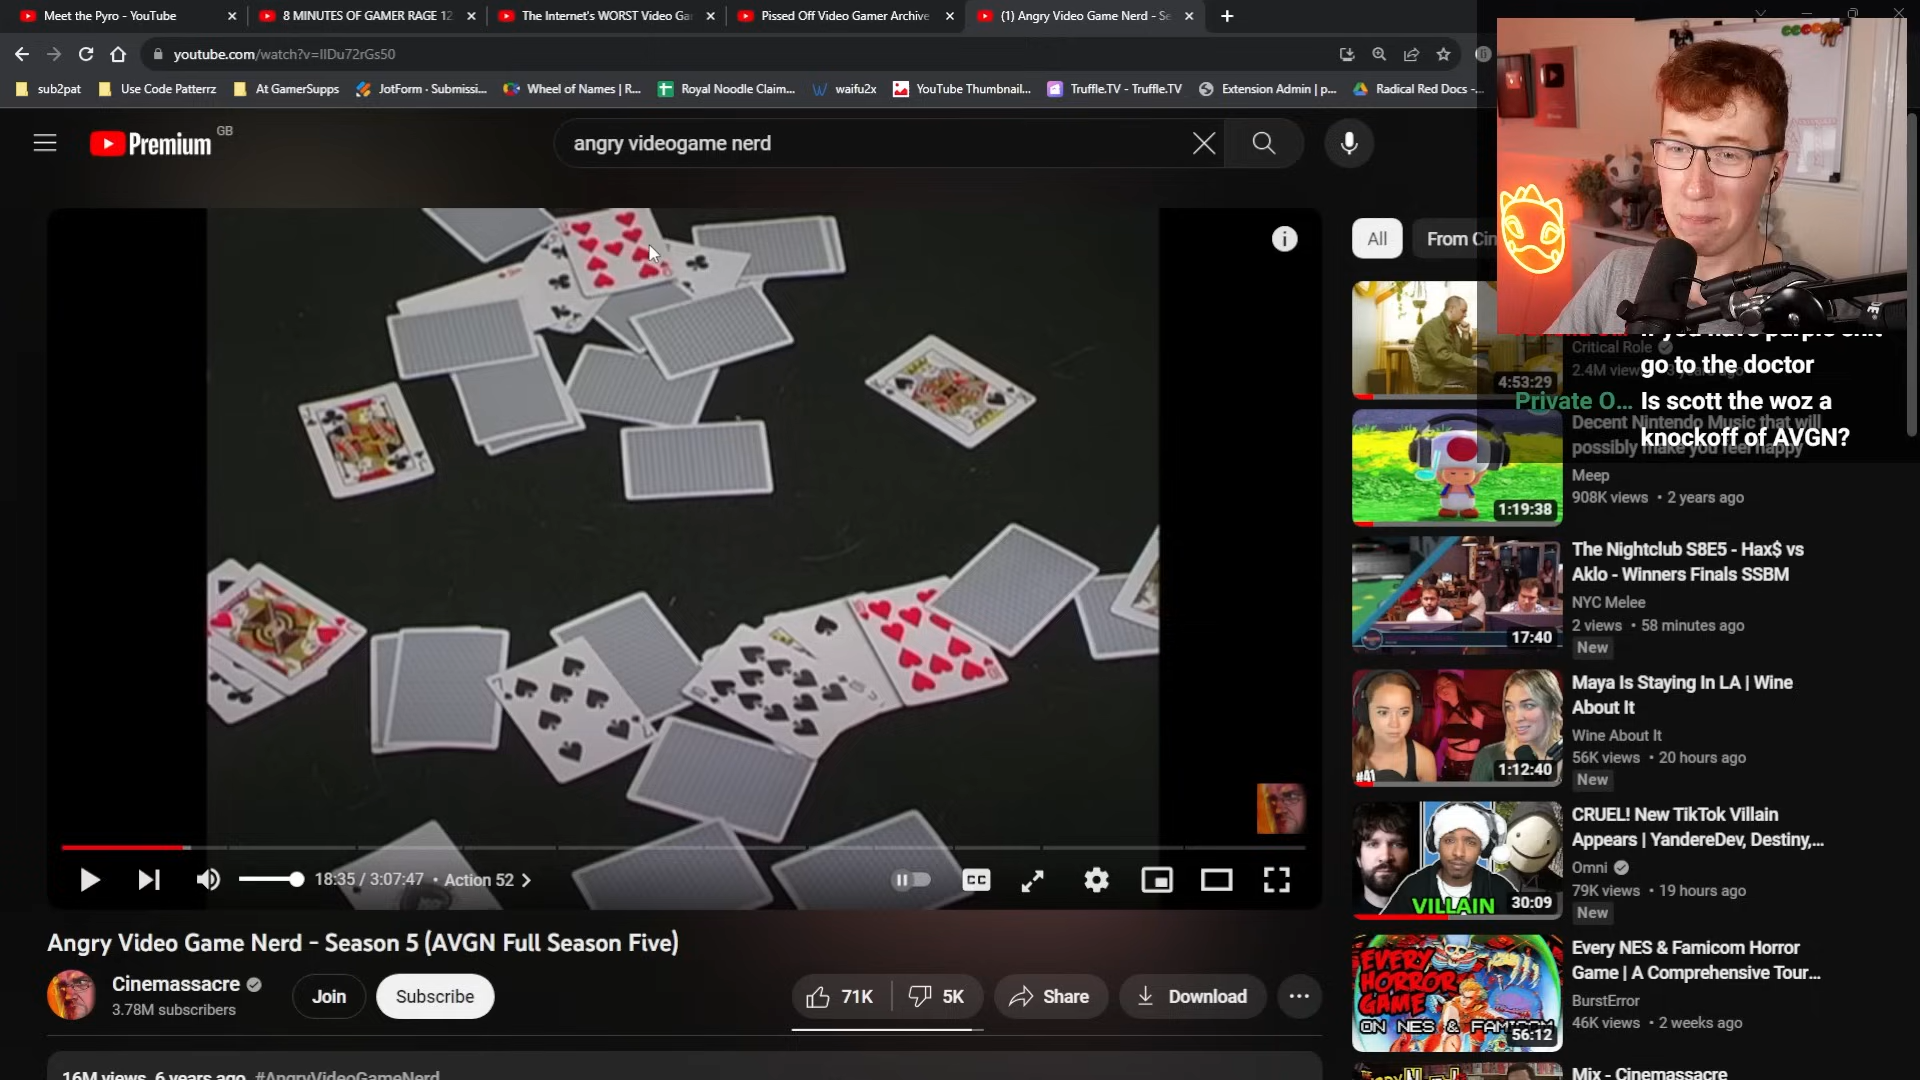 Meet the Pyro - YouTube
8 MINUTES OF GAMER RAGE 12
The Internet's WORST Video Ga
Pissed Off Video Gamer Archive
(1) Angry Video Game Nerd - Se
youtube.com/watch?v=IIDu72rGs50
sub2pat
Use Code Patterrz
At GamerSupps
JotForm · Submissi...
Wheel of Names | R...
Royal Noodle Claim...
waifu2x
YouTube Thumbnail...
Truffle.TV - Truffle.TV
Extension Admin | p...
Radical Red Docs -...
Premium GB
angry videogame nerd
All
From Cin
Critical Role
2.4M views
4:53:29
go to the doctor
Private O... Is scott the woz a
knockoff of AVGN?
Decent Nintendo Music that will
possibly make you feel happy
Meep
908K views • 2 years ago
1:19:38
The Nightclub S8E5 - Hax$ vs
Aklo - Winners Finals SSBM
NYC Melee
2 views • 58 minutes ago
New
17:40
Maya Is Staying In LA | Wine
About It
Wine About It
56K views • 20 hours ago
New
#41
1:12:40
CRUEL! New TikTok Villain
Appears | YandereDev, Destiny,...
Omni
79K views • 19 hours ago
New
VILLAIN
30:09
Every NES & Famicom Horror
Game | A Comprehensive Tour...
BurstError
46K views • 2 weeks ago
EVERY
HORROR
GAME
ON NES & FAMICOM
56:12
Mix - Cinemassacre
18:35 / 3:07:47 • Action 52
CC
Angry Video Game Nerd - Season 5 (AVGN Full Season Five)
Cinemassacre
3.78M subscribers
Join
Subscribe
71K
5K
Share
Download
16M views 6 years ago #AngryVideoGameNerd